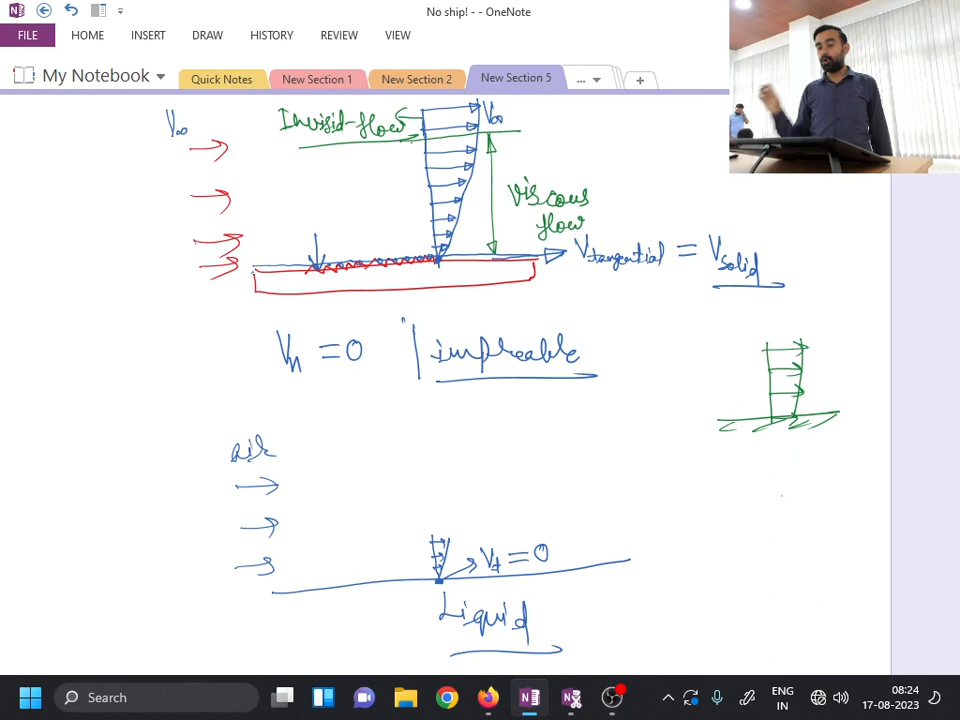 No ship! - - OneNote
FILE HOME INSERT DRAW HISTORY REVIEW VIEW
My Notebook Quick Notes New Section 1 New Section 2 New Section 5 ... +
V∞
Invisid-flow
V∞
Viscous
flow
Vtangential = Vsolid
Vn = 0 | impreable
air
Vt = 0
Liquid
Search
ENG
IN
08:24
17-08-2023